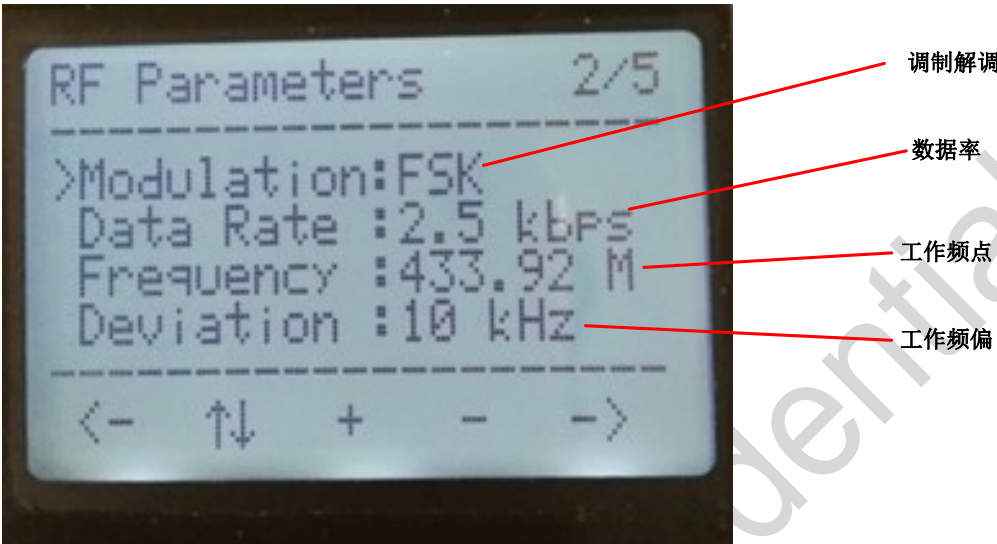 RF Parameters 2/5
>Modulation:FSK
Data Rate :2.5 kbps
Frequency :433.92 M
Deviation :10 kHz
<- ↑↓ + - ->
调制解调
数据率
工作频点
工作频偏